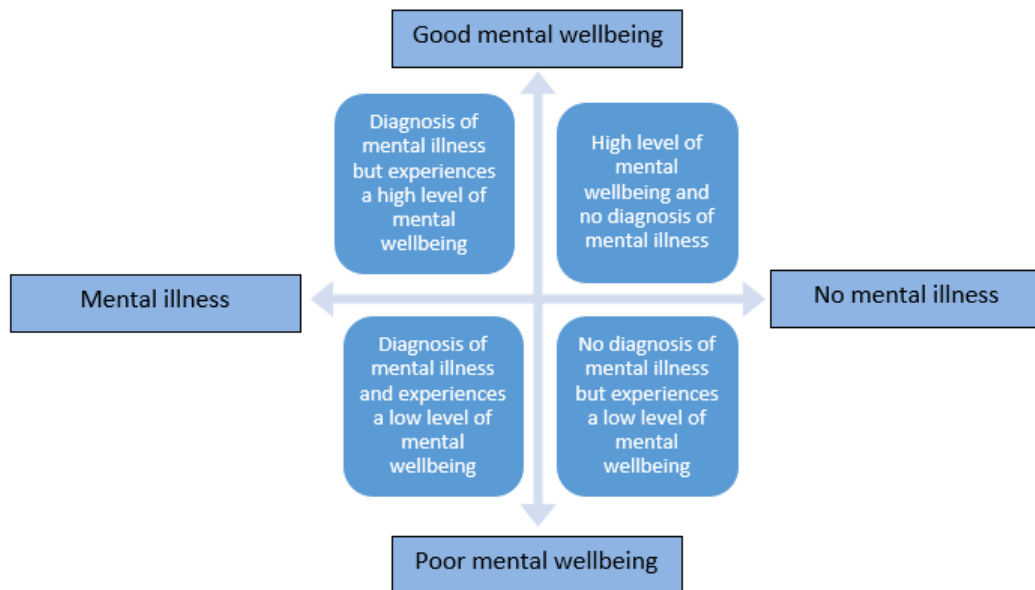 Good mental wellbeing
Diagnosis of
mental illness
but experiences
a high level of
mental
wellbeing
High level of
mental
wellbeing and
no diagnosis of
mental illness
Mental illness
No mental illness
Diagnosis of
mental illness
and experiences
a low level of
mental
wellbeing
No diagnosis of
mental illness
but experiences
a low level of
mental
wellbeing
Poor mental wellbeing